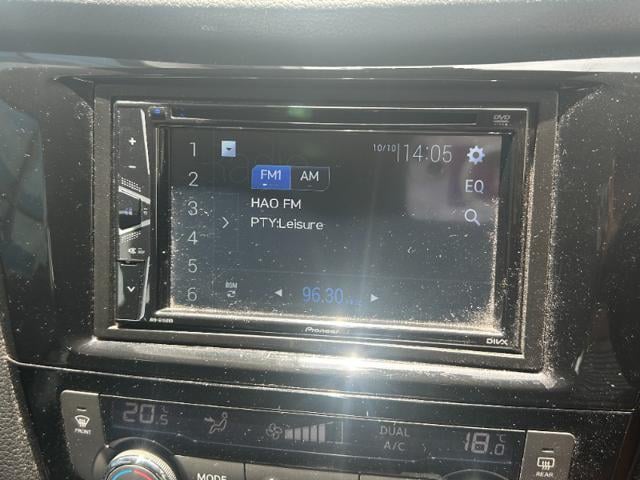 DVD
1
10/10 14:05
2
FM1 AM
EQ
3
HAO FM
4
PTY:Leisure
5
6
BGM
96.30
Pioneer
DivX
FRONT
20.5°C
DUAL
A/C
18.0°C
REAR
MODE